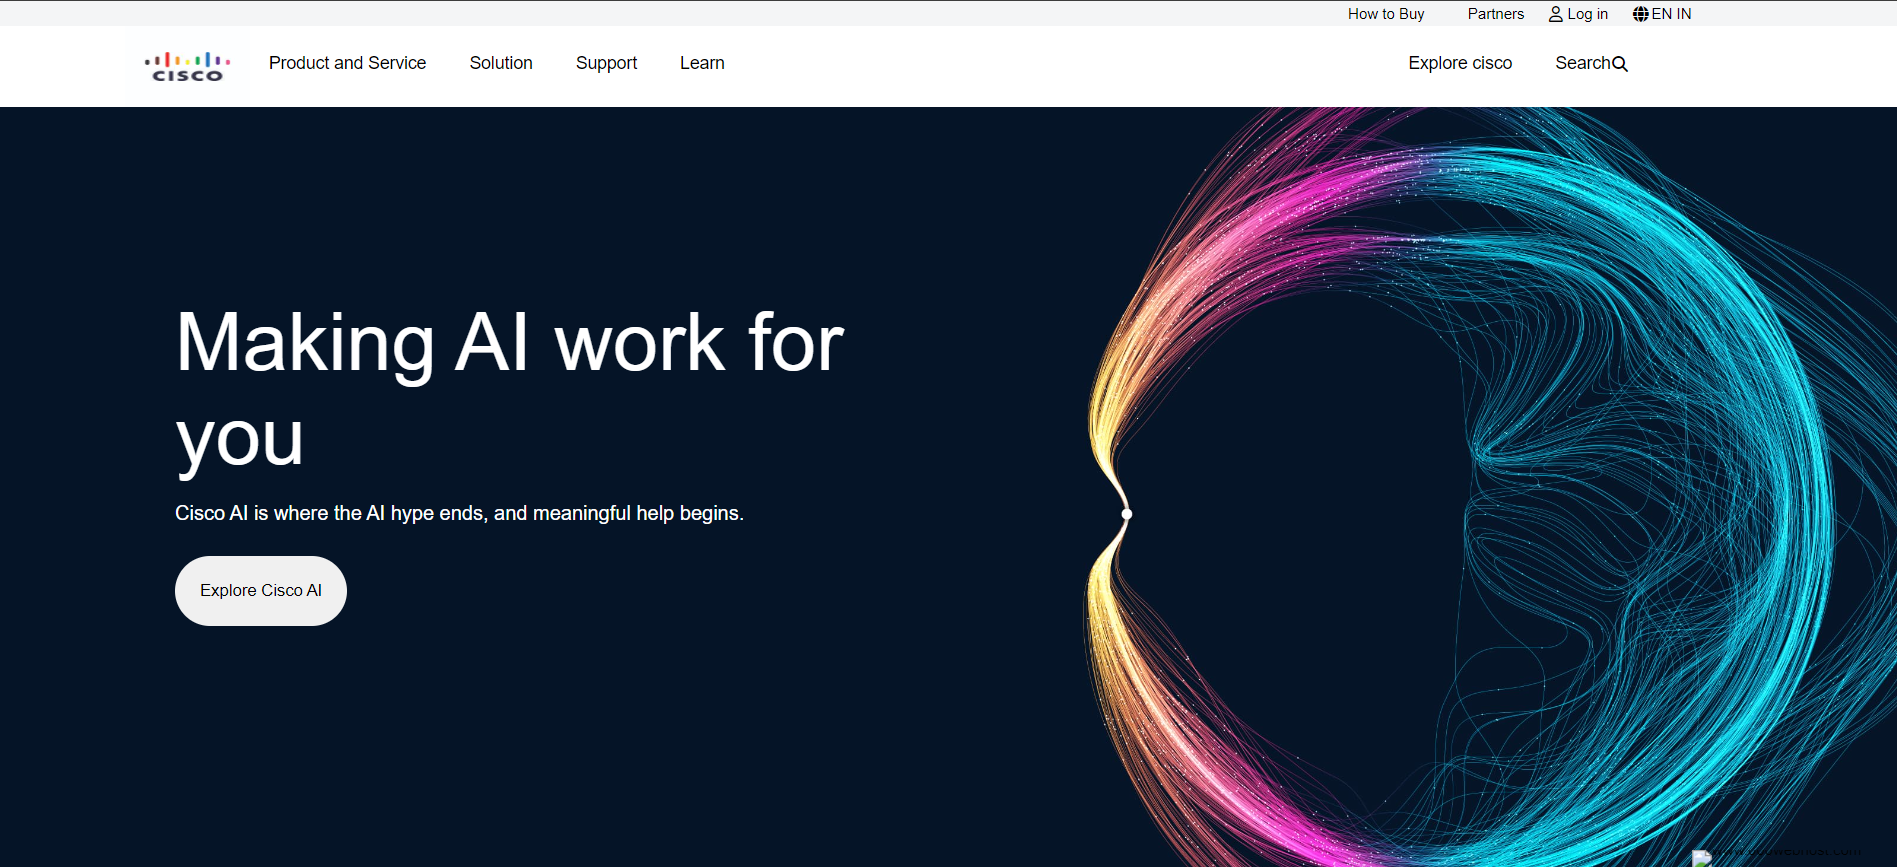 How to Buy Partners Log in EN IN
CISCO Product and Service Solution Support Learn Explore cisco Search
Making AI work for
you
Cisco AI is where the AI hype ends, and meaningful help begins.
Explore Cisco AI